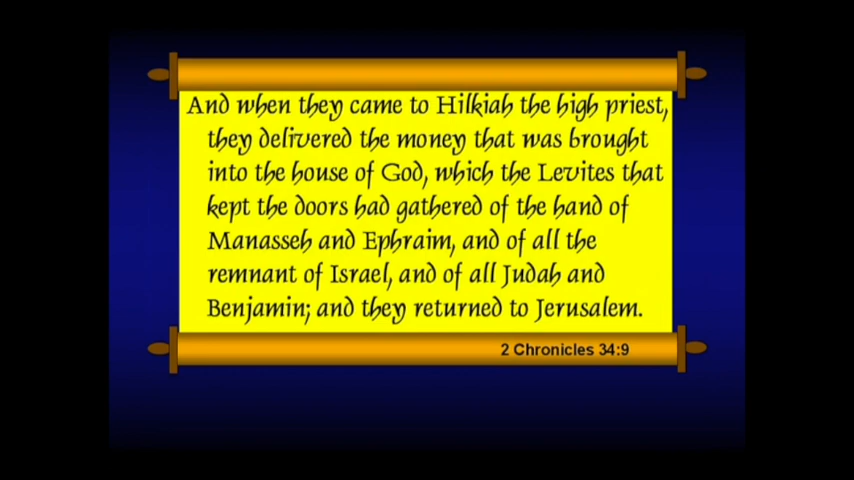 And when they came to Hilkiah the high priest,
they delivered the money that was brought
into the house of God, which the Levites that
kept the doors had gathered of the hand of
Manasseh and Ephraim, and of all the
remnant of Israel, and of all Judah and
Benjamin; and they returned to Jerusalem.
2 Chronicles 34:9